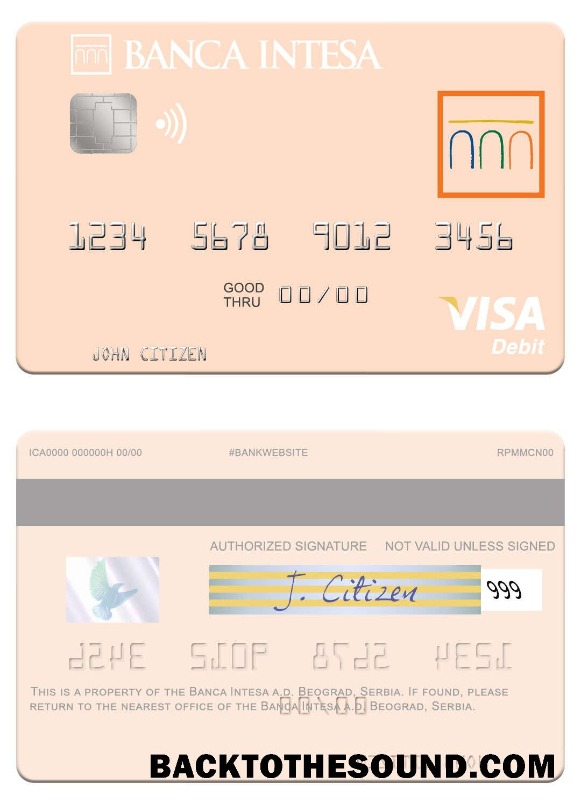 BANCA INTESA
1234 5678 9012 3456
GOOD THRU 00/00
VISA
Debit
JOHN CITIZEN
ICA0000 000000H 00/00 #BANKWEBSITE RPMMCN00
AUTHORIZED SIGNATURE NOT VALID UNLESS SIGNED
J. Citizen 999
THIS IS A PROPERTY OF THE BANCA INTESA A.D. BEOGRAD, SERBIA. IF FOUND, PLEASE
RETURN TO THE NEAREST OFFICE OF THE BANCA INTESA A.D. BEOGRAD, SERBIA.
BACKTOTHESOUND.COM